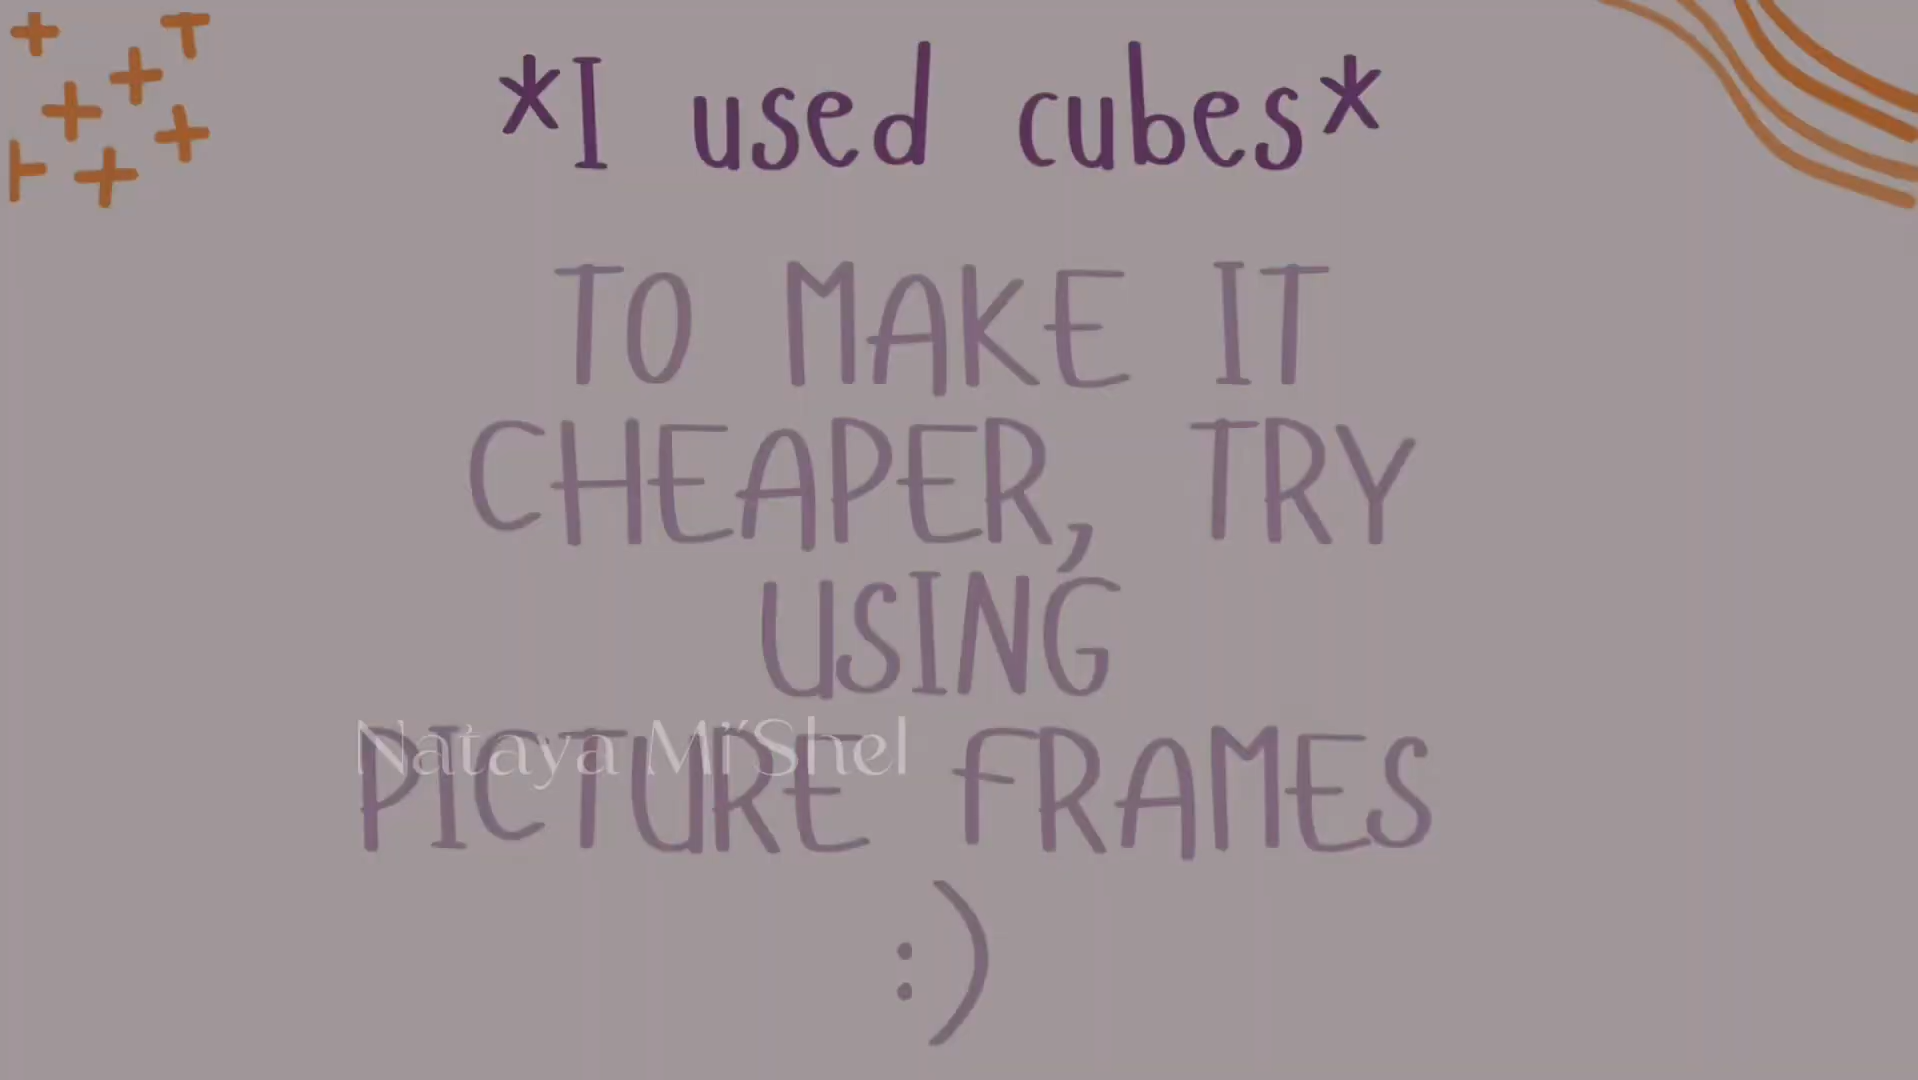 *I used cubes*
TO MAKE IT
CHEAPER, TRY
USING
PICTURE FRAMES
Nataya Mi'Shel
:)